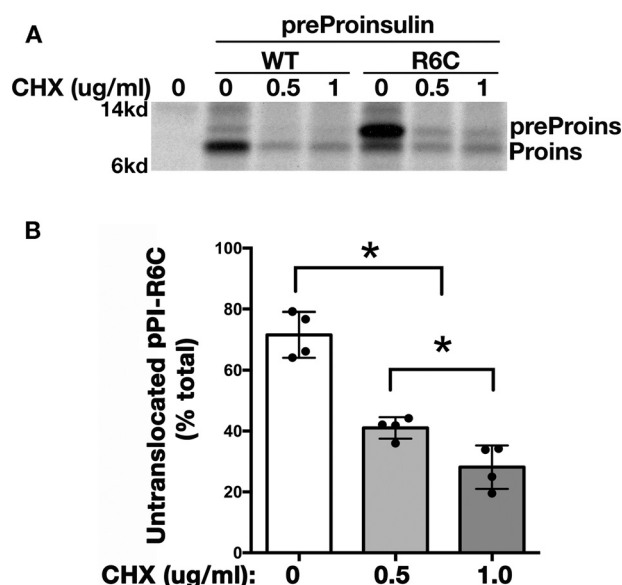 A
preProinsulin
WT R6C
CHX (ug/ml) 0 0 0.5 1 0 0.5 1
14kd
preProins
Proins
6kd
B
*
*
Untranslocated pPI-R6C
(% total)
100
80
60
40
20
0
CHX (ug/ml): 0 0.5 1.0